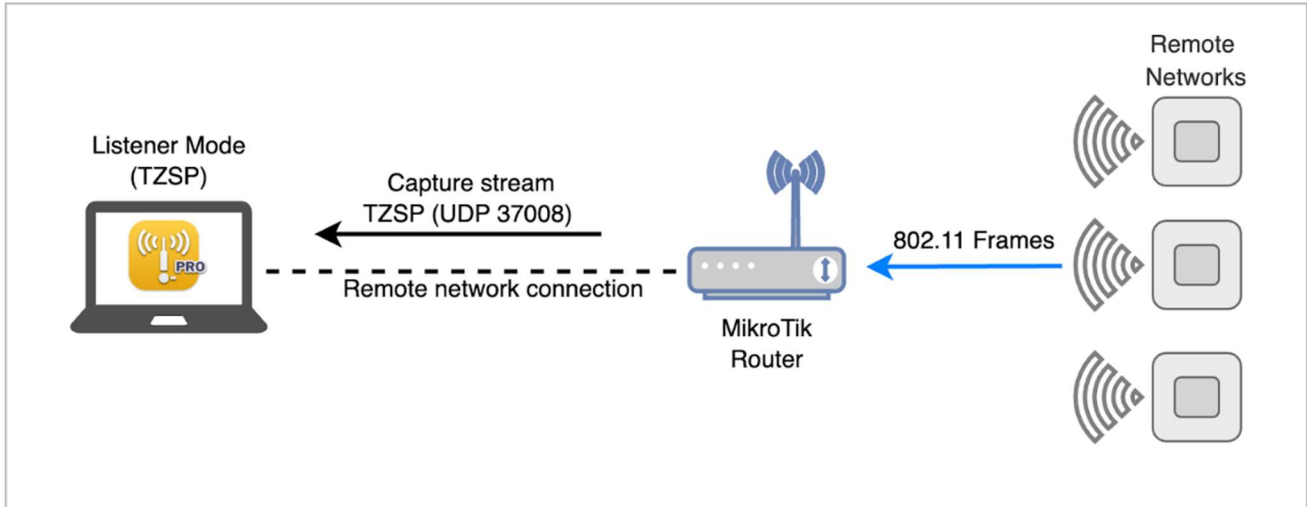 Remote
Networks
Listener Mode
(TZSP)
PRO
Capture stream
TZSP (UDP 37008)
Remote network connection
802.11 Frames
MikroTik
Router